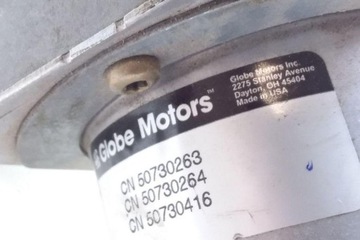 Globe Motors™
Globe Motors Inc.
2275 Stanley Avenue
Dayton, OH 45404
Made in USA
CN 50730263
CN 50730264
CN 50730416